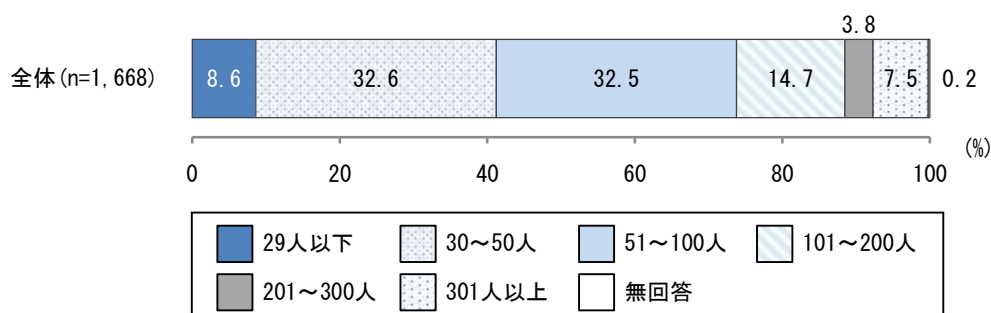 3.8
全体(n=1,668)
8.6 32.6 32.5 14.7 7.5 0.2
(%)
0 20 40 60 80 100
29人以下 30～50人 51～100人 101～200人
201～300人 301人以上 無回答